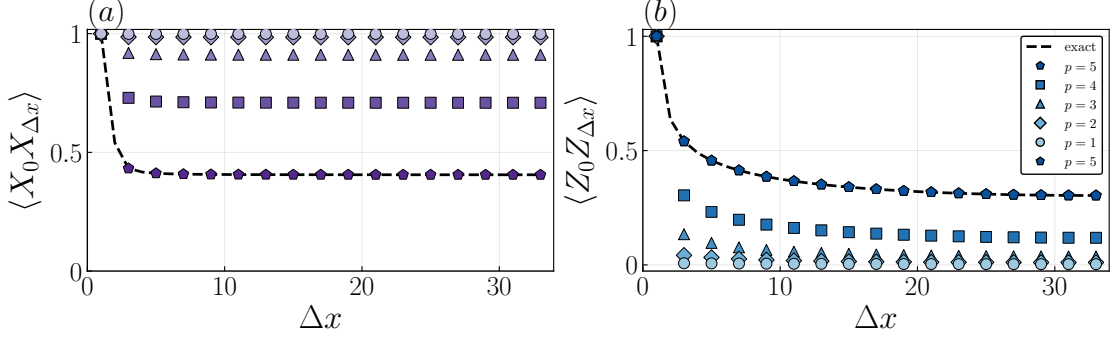 (a)
⟨X₀X_Δx⟩
1
0.5
0
0
10
20
30
Δx
(b)
⟨Z₀Z_Δx⟩
1
0.5
0
0
10
20
30
Δx
exact
p = 5
p = 4
p = 3
p = 2
p = 1
p = 5